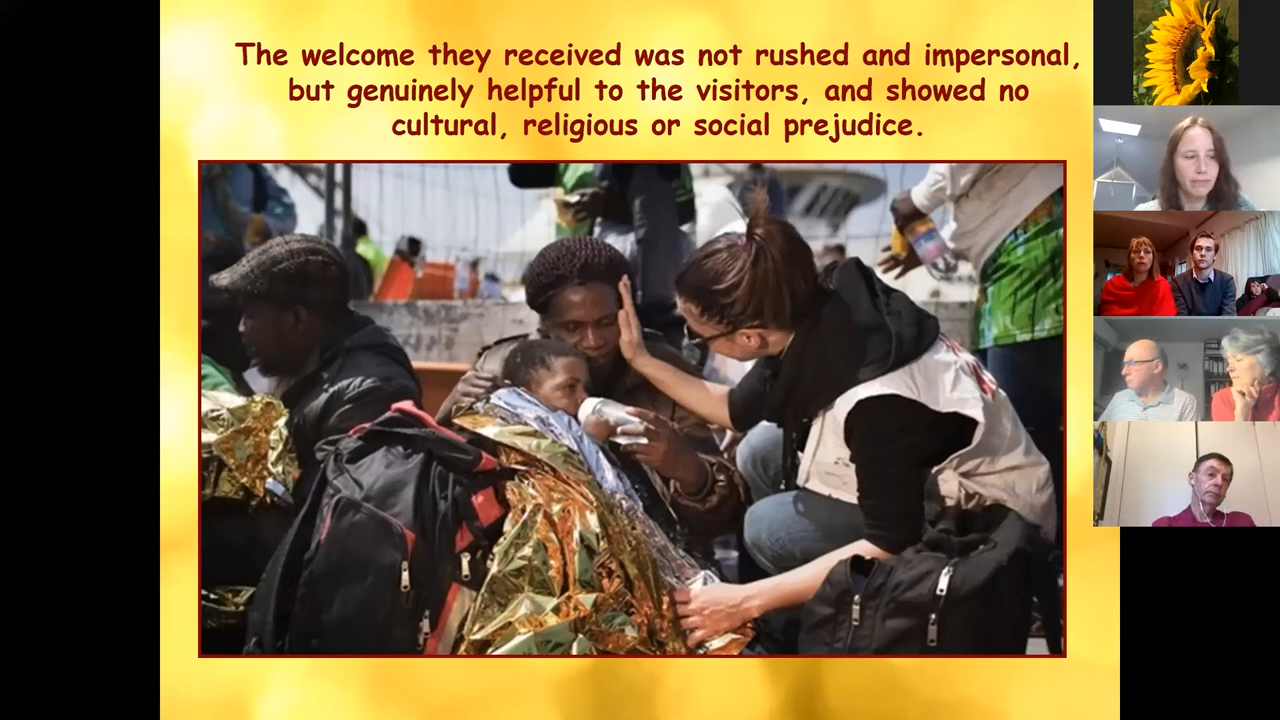 The welcome they received was not rushed and impersonal,
but genuinely helpful to the visitors, and showed no
cultural, religious or social prejudice.